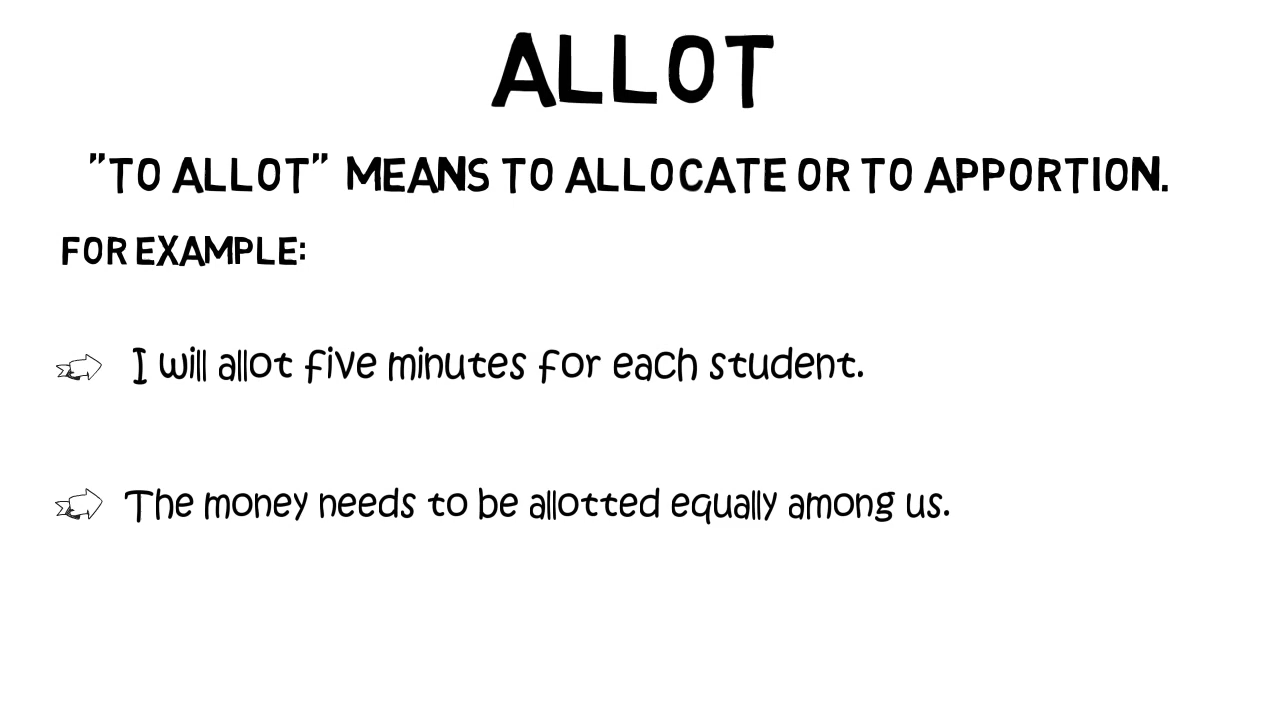 ALLOT
"TO ALLOT" MEANS TO ALLOCATE OR TO APPORTION.
FOR EXAMPLE:
I will allot five minutes for each student.
The money needs to be allotted equally among us.